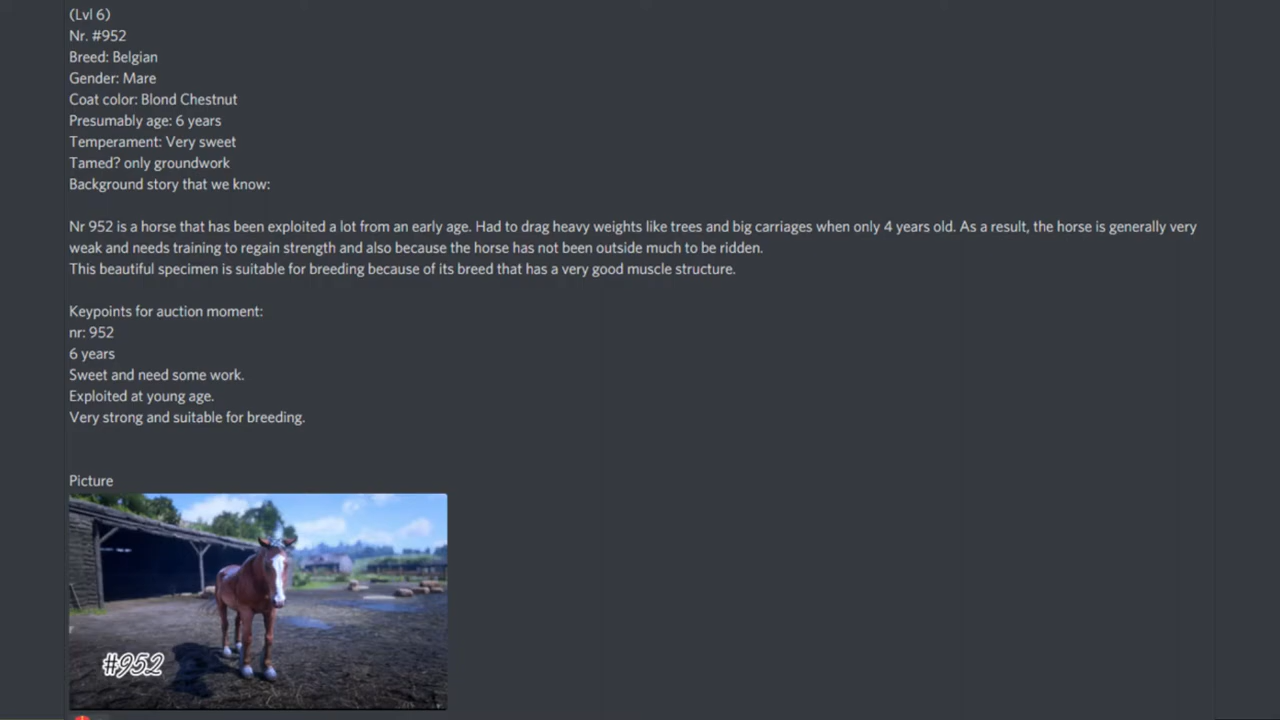 (Lvl 6)
Nr. #952
Breed: Belgian
Gender: Mare
Coat color: Blond Chestnut
Presumably age: 6 years
Temperament: Very sweet
Tamed? only groundwork
Background story that we know:
Nr 952 is a horse that has been exploited a lot from an early age. Had to drag heavy weights like trees and big carriages when only 4 years old. As a result, the horse is generally very
weak and needs training to regain strength and also because the horse has not been outside much to be ridden.
This beautiful specimen is suitable for breeding because of its breed that has a very good muscle structure.
Keypoints for auction moment:
nr: 952
6 years
Sweet and need some work.
Exploited at young age.
Very strong and suitable for breeding.
Picture
#952